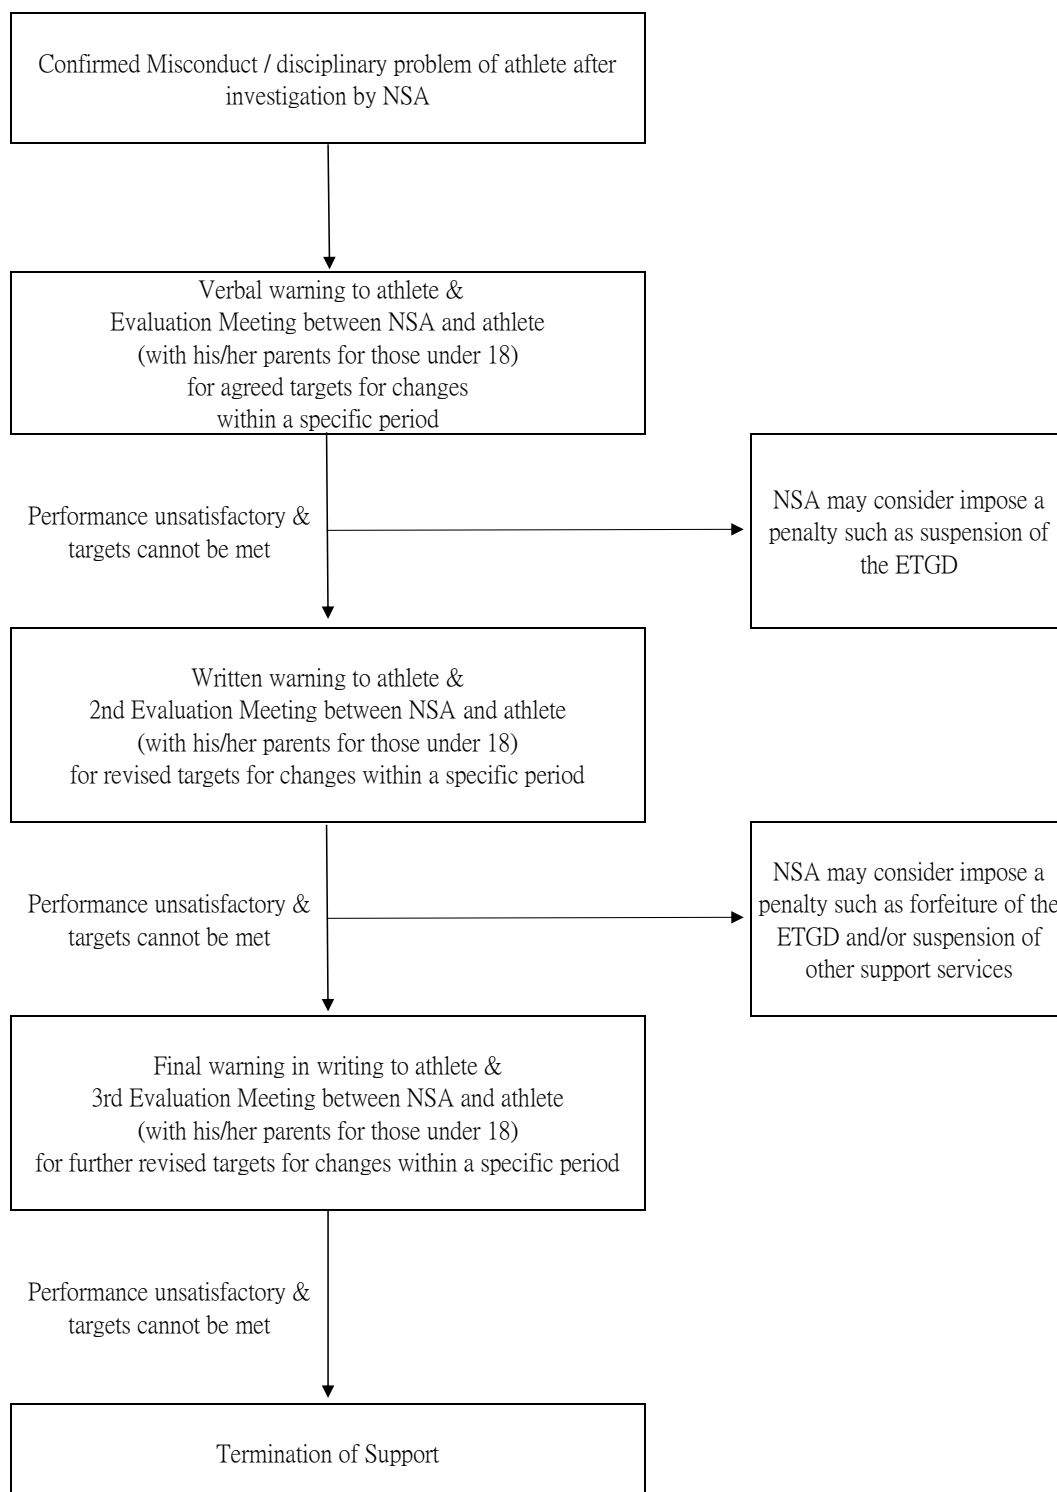 Confirmed Misconduct / disciplinary problem of athlete after
investigation by NSA
Verbal warning to athlete &
Evaluation Meeting between NSA and athlete
(with his/her parents for those under 18)
for agreed targets for changes
within a specific period
Performance unsatisfactory &
targets cannot be met
NSA may consider impose a
penalty such as suspension of
the ETGD
Written warning to athlete &
2nd Evaluation Meeting between NSA and athlete
(with his/her parents for those under 18)
for revised targets for changes within a specific period
Performance unsatisfactory &
targets cannot be met
NSA may consider impose a
penalty such as forfeiture of the
ETGD and/or suspension of
other support services
Final warning in writing to athlete &
3rd Evaluation Meeting between NSA and athlete
(with his/her parents for those under 18)
for further revised targets for changes within a specific period
Performance unsatisfactory &
targets cannot be met
Termination of Support